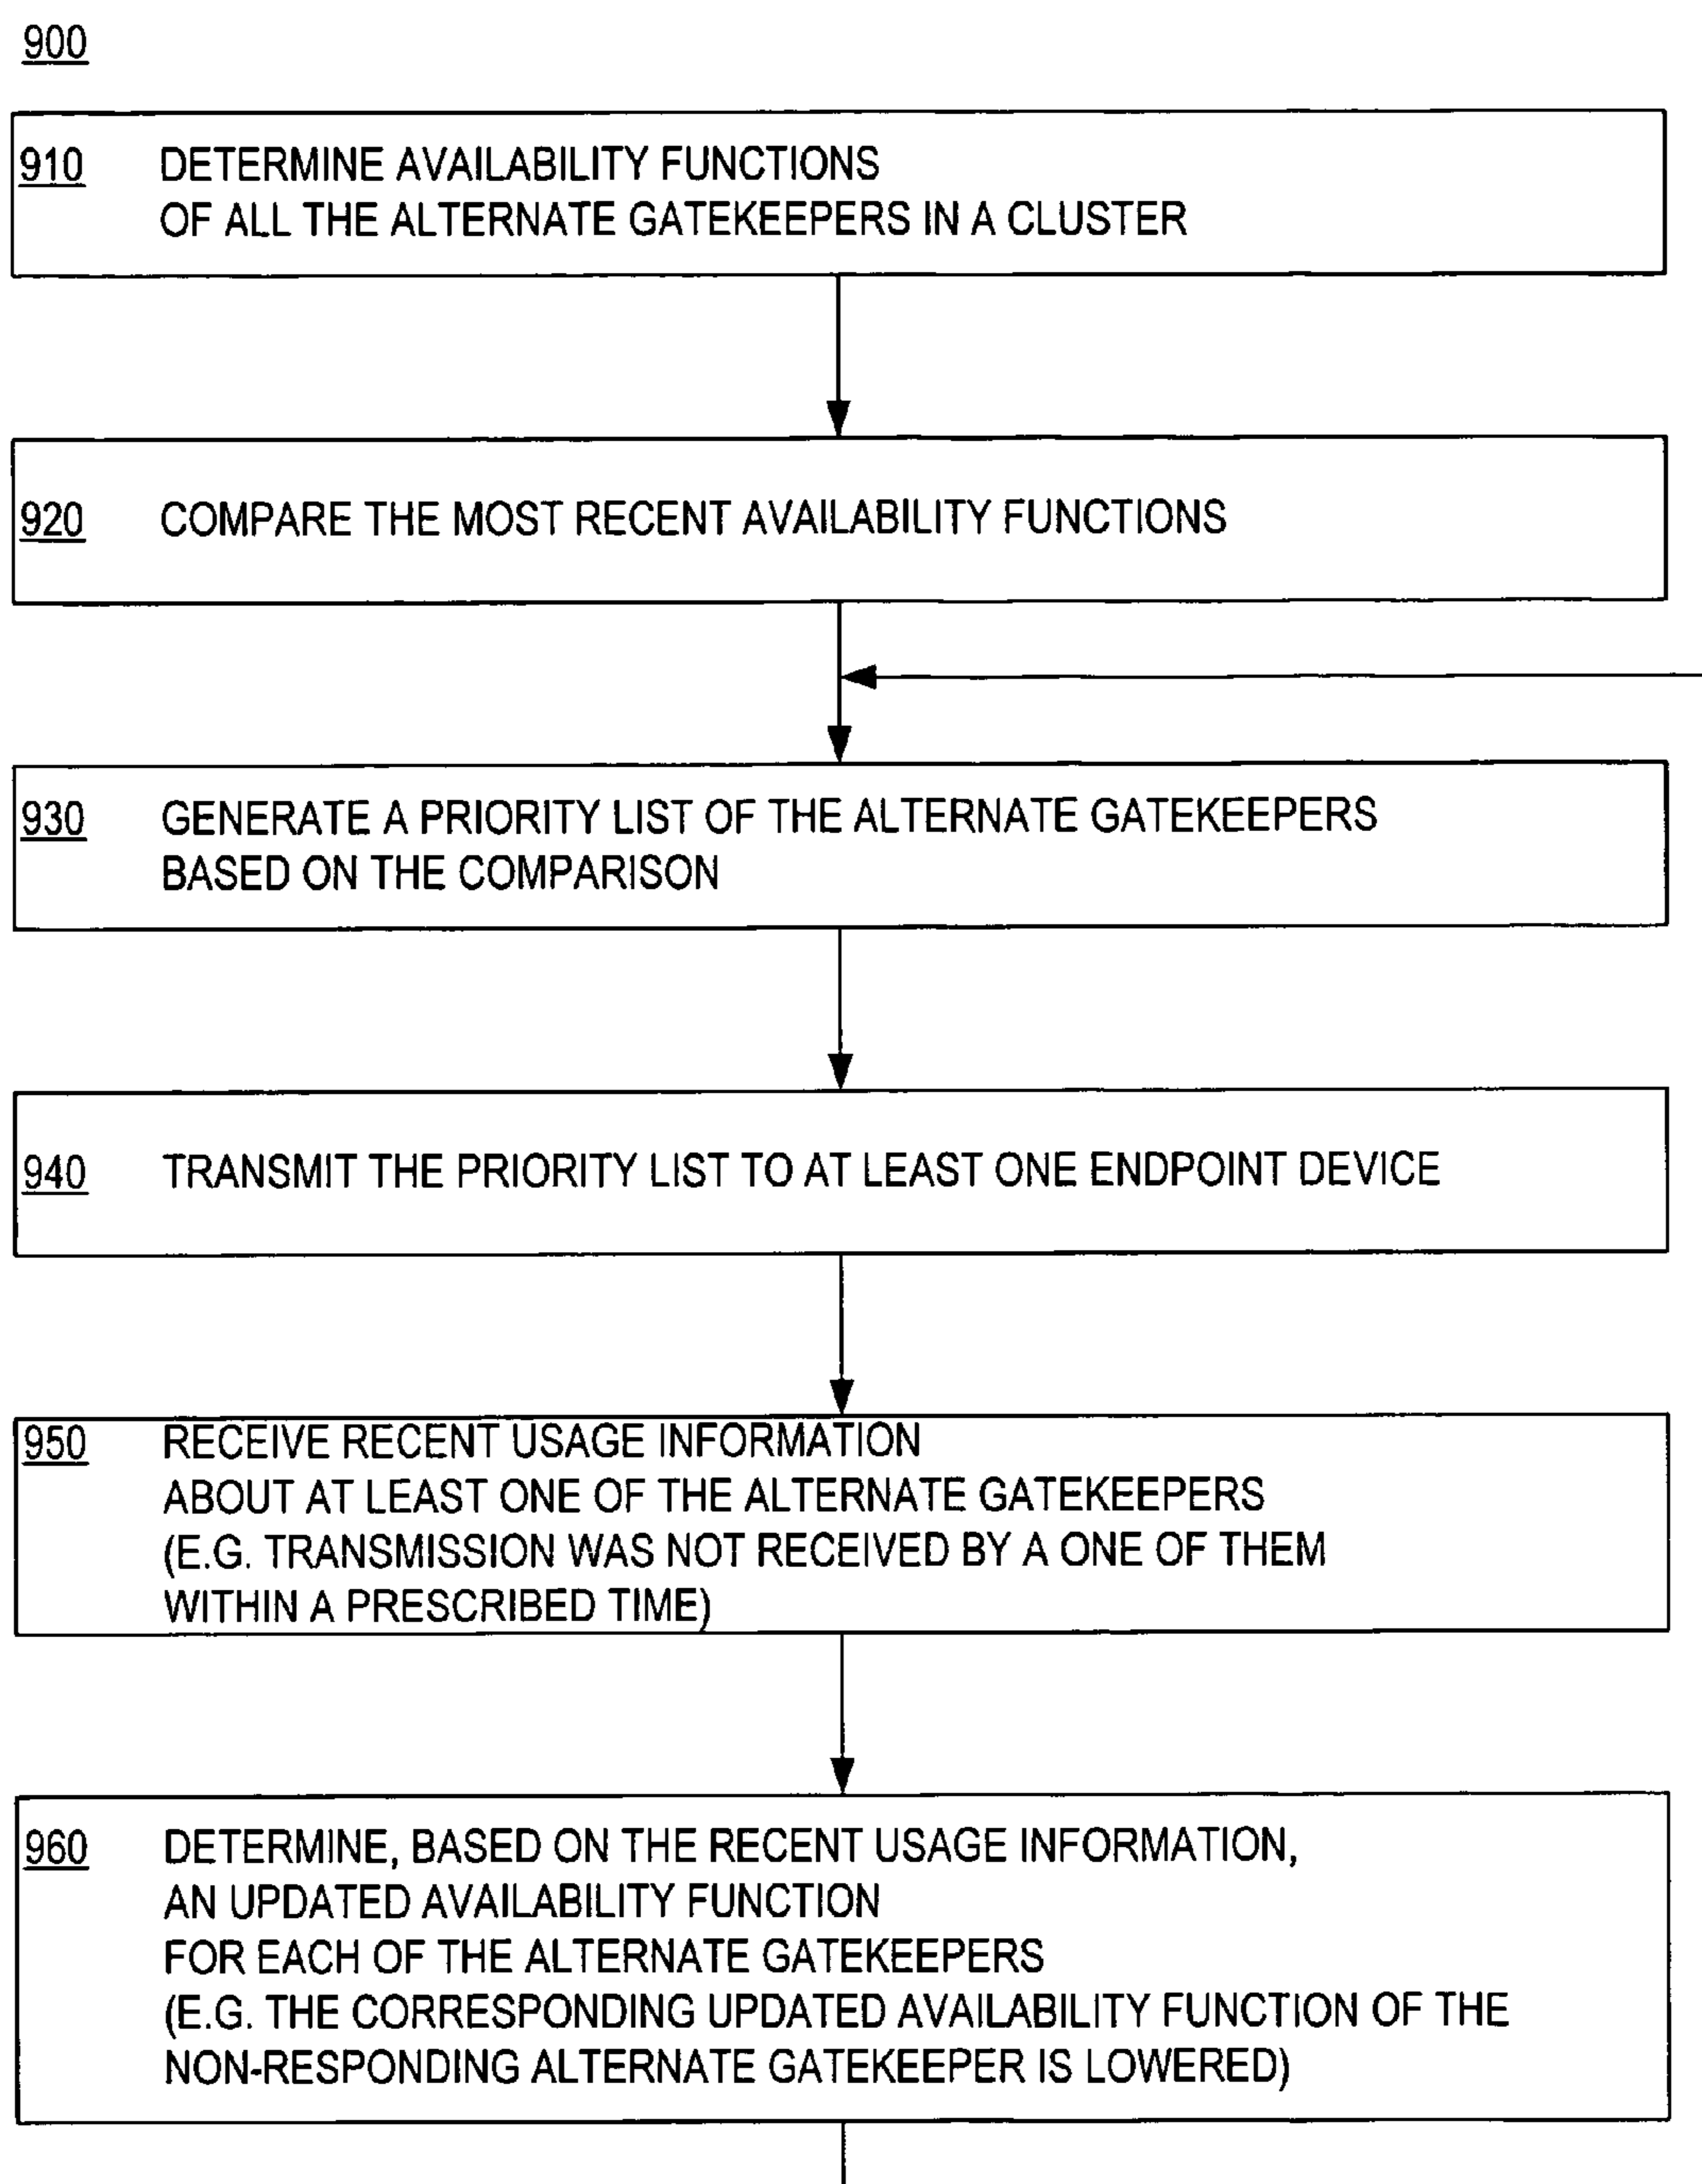 900
910 DETERMINE AVAILABILITY FUNCTIONS
OF ALL THE ALTERNATE GATEKEEPERS IN A CLUSTER
920 COMPARE THE MOST RECENT AVAILABILITY FUNCTIONS
930 GENERATE A PRIORITY LIST OF THE ALTERNATE GATEKEEPERS
BASED ON THE COMPARISON
940 TRANSMIT THE PRIORITY LIST TO AT LEAST ONE ENDPOINT DEVICE
950 RECEIVE RECENT USAGE INFORMATION
ABOUT AT LEAST ONE OF THE ALTERNATE GATEKEEPERS
(E.G. TRANSMISSION WAS NOT RECEIVED BY A ONE OF THEM
WITHIN A PRESCRIBED TIME)
960 DETERMINE, BASED ON THE RECENT USAGE INFORMATION,
AN UPDATED AVAILABILITY FUNCTION
FOR EACH OF THE ALTERNATE GATEKEEPERS
(E.G. THE CORRESPONDING UPDATED AVAILABILITY FUNCTION OF THE
NON-RESPONDING ALTERNATE GATEKEEPER IS LOWERED)